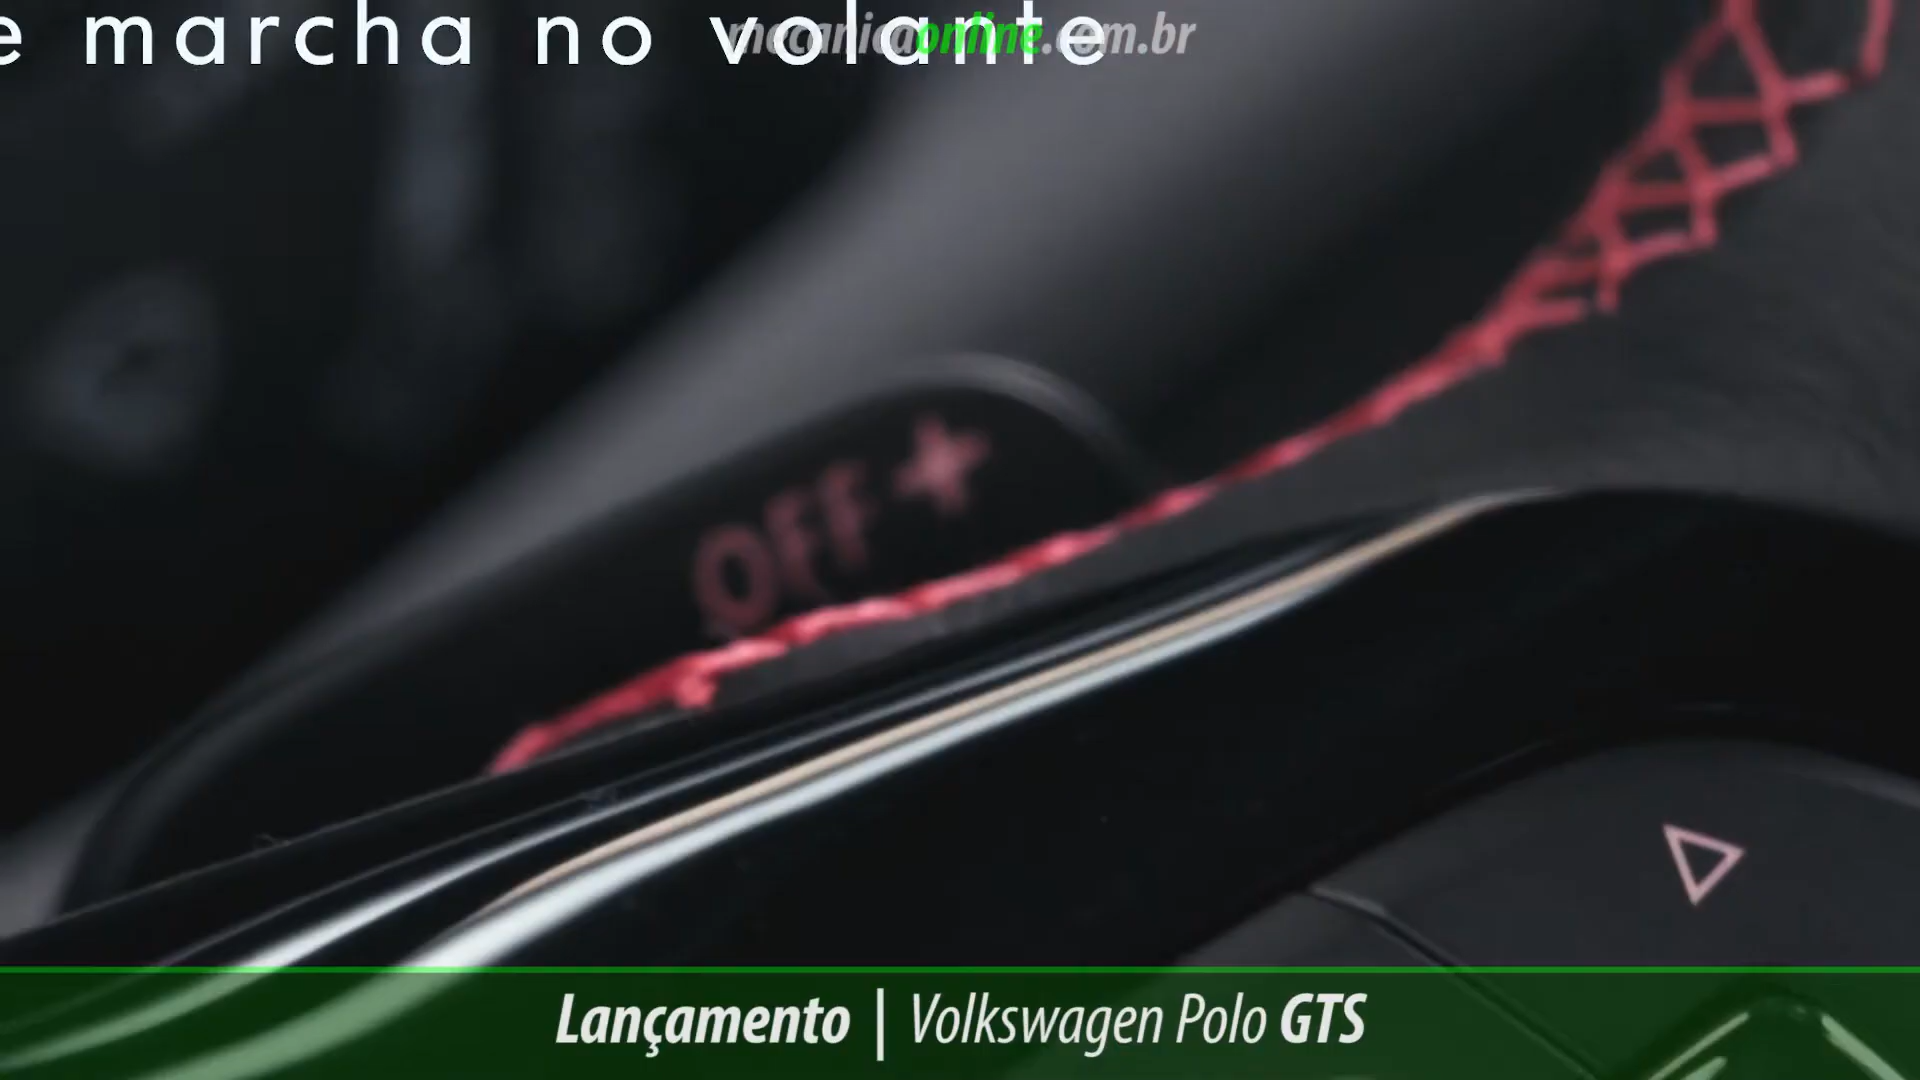 e marcha no volante
mecanicaonline.com.br
OFF +
Lançamento | Volkswagen Polo GTS